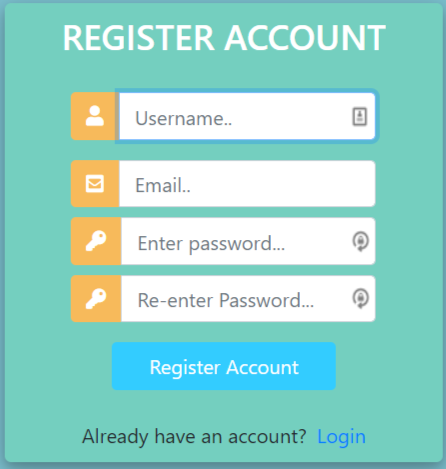 REGISTER ACCOUNT
Username..
Email..
Enter password...
Re-enter Password...
Register Account
Already have an account? Login